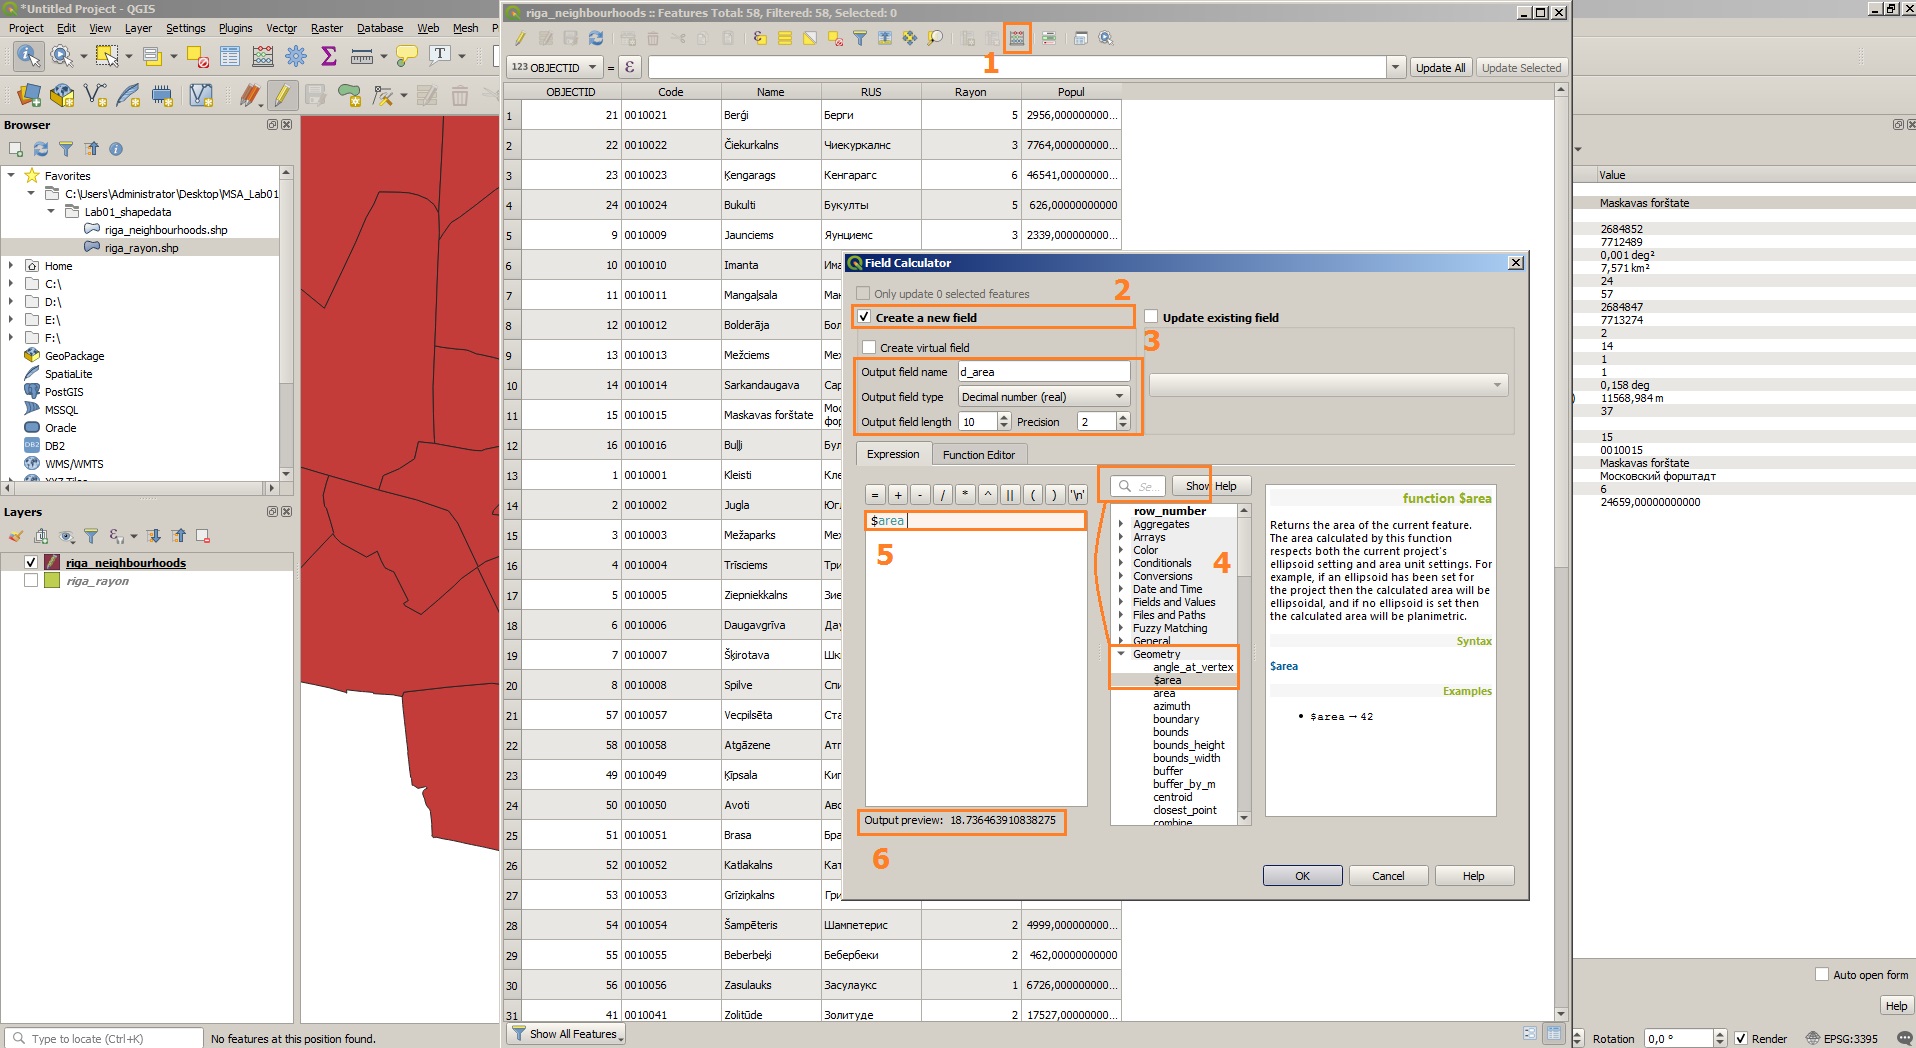 *Untitled Project - QGIS
Project Edit View Layer Settings Plugins Vector Raster Database Web Mesh
Browser
Favorites
C:\Users\Administrator\Desktop\MSA_Lab01
Lab01_shapedata
riga_neighbourhoods.shp
riga_rayon.shp
Home
C:\
D:\
E:\
F:\
GeoPackage
SpatiaLite
PostGIS
MSSQL
Oracle
DB2
WMS/WMTS
Layers
riga_neighbourhoods
riga_rayon
Type to locate (Ctrl+K)
No features at this position found.
riga_neighbourhoods :: Features Total: 58, Filtered: 58, Selected: 0
1
123 OBJECTID = ε Update All Update Selected
OBJECTID Code Name RUS Rayon Popul
1 21 0010021 Berģi Берги 5 2956,000000000...
2 22 0010022 Čiekurkalns Чиекуркалнс 3 7764,000000000...
3 23 0010023 Ķengarags Кенгарагс 6 46541,00000000...
4 24 0010024 Bukulti Букулты 5 626,00000000000
5 9 0010009 Jaunciems Яунциемс 3 2339,000000000...
6 10 0010010 Imanta Има
7 11 0010011 Mangaļsala Ман
8 12 0010012 Bolderāja Бол
9 13 0010013 Mežciems Меж
10 14 0010014 Sarkandaugava Сар
11 15 0010015 Maskavas forštate Мос фор
12 16 0010016 Buļļi Бул
13 1 0010001 Kleisti Кле
14 2 0010002 Jugla Югл
15 3 0010003 Mežaparks Меж
16 4 0010004 Trīsciems Три
17 5 0010005 Ziepniekkalns Зие
18 6 0010006 Daugavgrīva Дау
19 7 0010007 Šķirotava Шки
20 8 0010008 Spilve Спи
21 57 0010057 Vecpilsēta Ста
22 58 0010058 Atgāzene Атг
23 49 0010049 Ķīpsala Кип
24 50 0010050 Avoti Аво
25 51 0010051 Brasa Бра
26 52 0010052 Katlakalns Кат
27 53 0010053 Grīziņkalns Гри
28 54 0010054 Šampēteris Шампетерис 2 4999,000000000...
29 55 0010055 Beberbeķi Бебербеки 2 462,00000000000
30 56 0010056 Zasulauks Засулаукс 1 6726,000000000...
31 41 0010041 Zolitūde Золитуде 2 17527,00000000...
Show All Features
Field Calculator
Only update 0 selected features
2
Create a new field
Update existing field
3
Create virtual field
Output field name d_area
Output field type Decimal number (real)
Output field length 10 Precision 2
Expression Function Editor
= + - / * ^ || ( ) '\n'
Se... Show Help
$area
5
row_number
Aggregates
Arrays
Color
Conditionals
4
Conversions
Date and Time
Fields and Values
Files and Paths
Fuzzy Matching
General
Geometry
angle_at_vertex
$area
area
azimuth
boundary
bounds
bounds_height
bounds_width
buffer
buffer_by_m
centroid
closest_point
combine
function $area
Returns the area of the current feature.
The area calculated by this function
respects both the current project's
ellipsoid setting and area unit settings. For
example, if an ellipsoid has been set for
the project then the calculated area will be
ellipsoidal, and if no ellipsoid is set then
the calculated area will be planimetric.
Syntax
$area
Examples
• $area → 42
Output preview: 18.736463910838275
6
OK Cancel Help
Value
Maskavas forštate
2684852
7712489
0,001 deg²
7,571 km²
24
57
2684847
7713274
2
14
1
1
0,158 deg
11568,984 m
37
15
0010015
Maskavas forštate
Московский форштадт
6
24659,00000000000
Auto open form
Help
Rotation 0,0 ° Render EPSG:3395